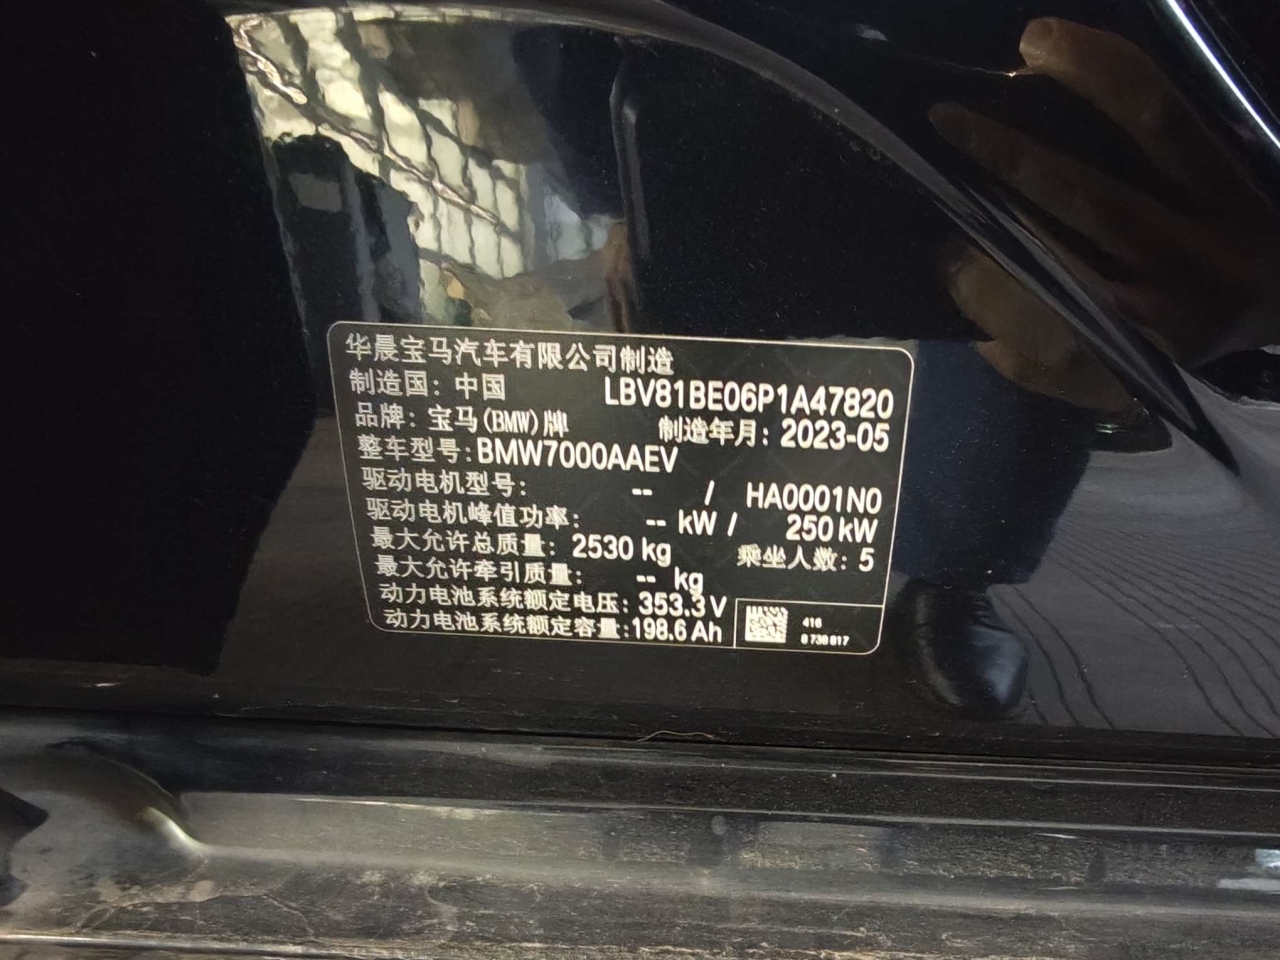 华晨宝马汽车有限公司制造
制造国：中国 LBV81BE06P1A47820
品牌：宝马(BMW)牌 制造年月：2023-05
整车型号：BMW7000AAEV
驱动电机型号： -- / HA0001N0
驱动电机峰值功率： -- kW / 250 kW
最大允许总质量：2530 kg 乘坐人数：5
最大允许牵引质量： -- kg
动力电池系统额定电压：353.3 V
动力电池系统额定容量：198.6 Ah
416
8 738 817